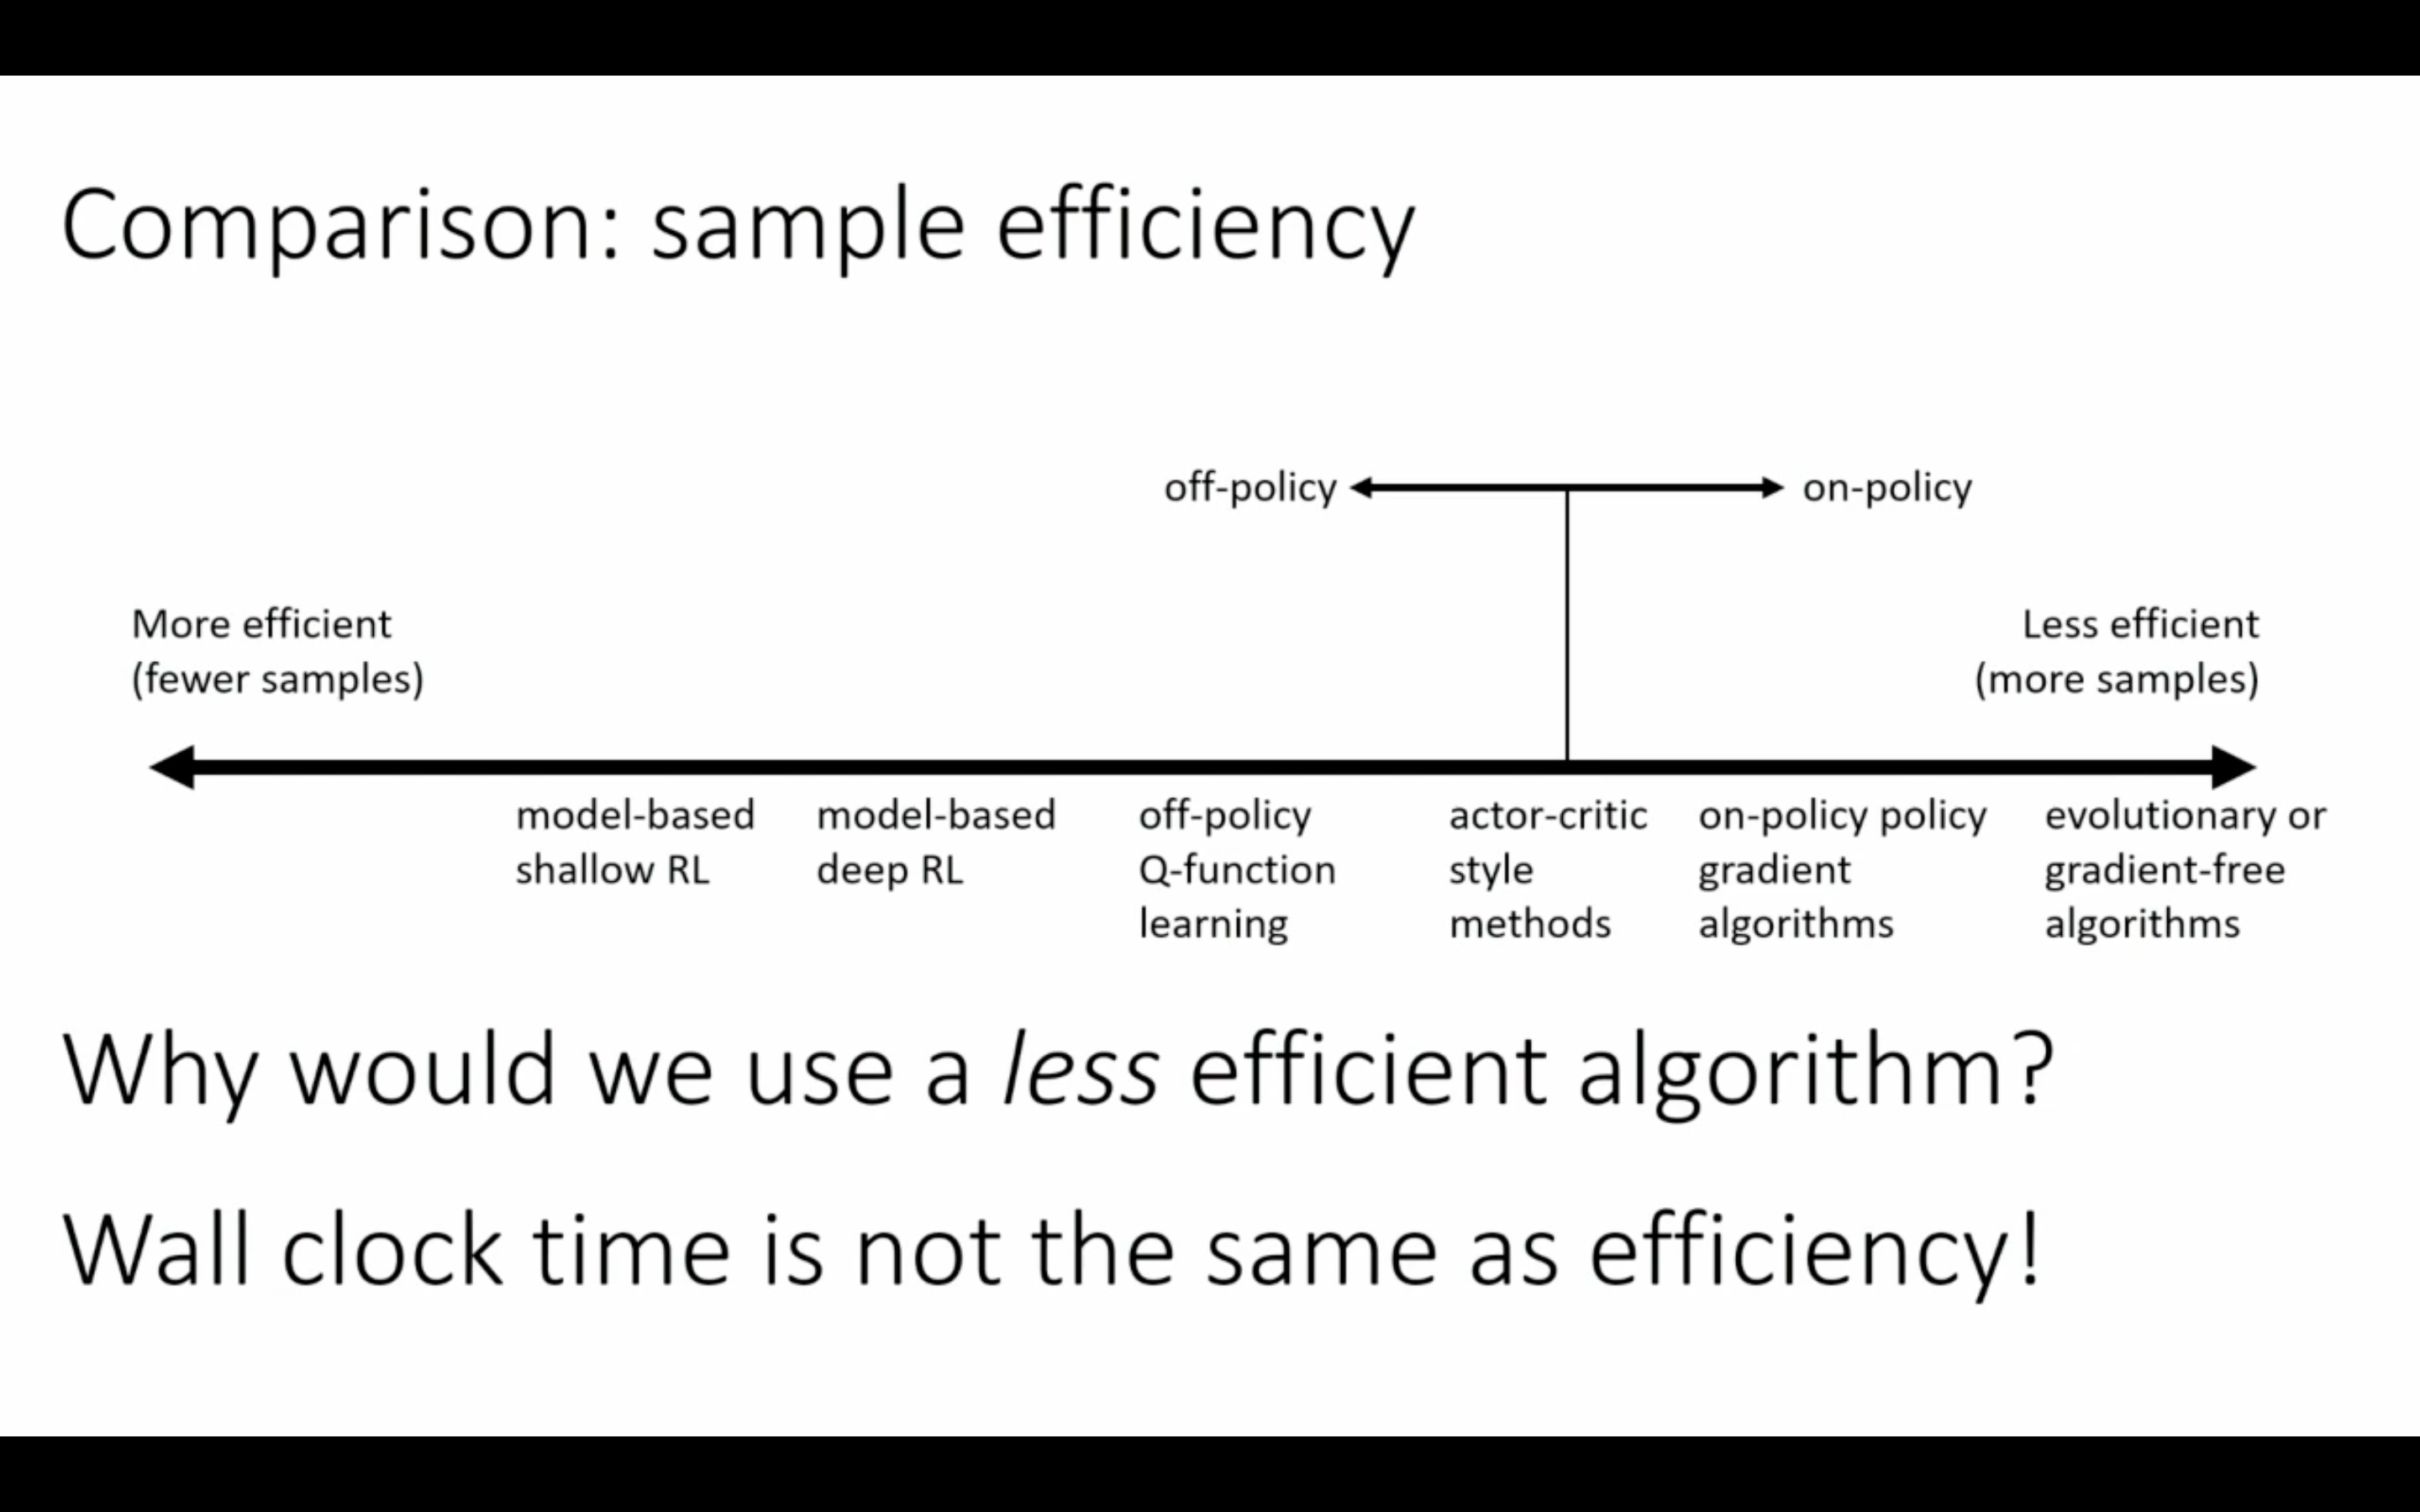 Comparison: sample efficiency
off-policy
on-policy
More efficient
(fewer samples)
Less efficient
(more samples)
model-based
shallow RL
model-based
deep RL
off-policy
Q-function
learning
actor-critic
style
methods
on-policy policy
gradient
algorithms
evolutionary or
gradient-free
algorithms
Why would we use a less efficient algorithm?
Wall clock time is not the same as efficiency!